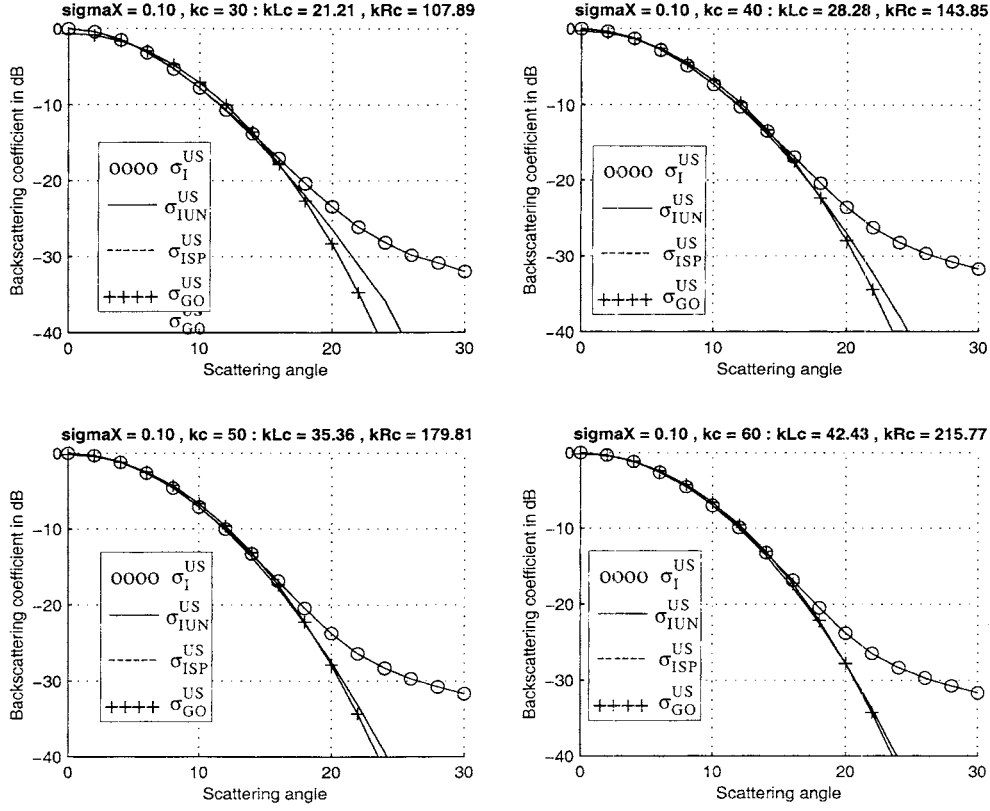 sigmaX = 0.10 , kc = 30 : kLc = 21.21 , kRc = 107.89
Backscattering coefficient in dB
0
−10
−20
−30
−40
0
10
20
30
Scattering angle
OOOO σ_I^US
σ_IUN^US
σ_ISP^US
++++ σ_GO^US
σ_GO^US
sigmaX = 0.10 , kc = 40 : kLc = 28.28 , kRc = 143.85
Backscattering coefficient in dB
0
−10
−20
−30
−40
0
10
20
30
Scattering angle
OOOO σ_I^US
σ_IUN^US
σ_ISP^US
++++ σ_GO^US
sigmaX = 0.10 , kc = 50 : kLc = 35.36 , kRc = 179.81
Backscattering coefficient in dB
0
−10
−20
−30
−40
0
10
20
30
Scattering angle
OOOO σ_I^US
σ_IUN^US
σ_ISP^US
++++ σ_GO^US
sigmaX = 0.10 , kc = 60 : kLc = 42.43 , kRc = 215.77
Backscattering coefficient in dB
0
−10
−20
−30
−40
0
10
20
30
Scattering angle
OOOO σ_I^US
σ_IUN^US
σ_ISP^US
++++ σ_GO^US